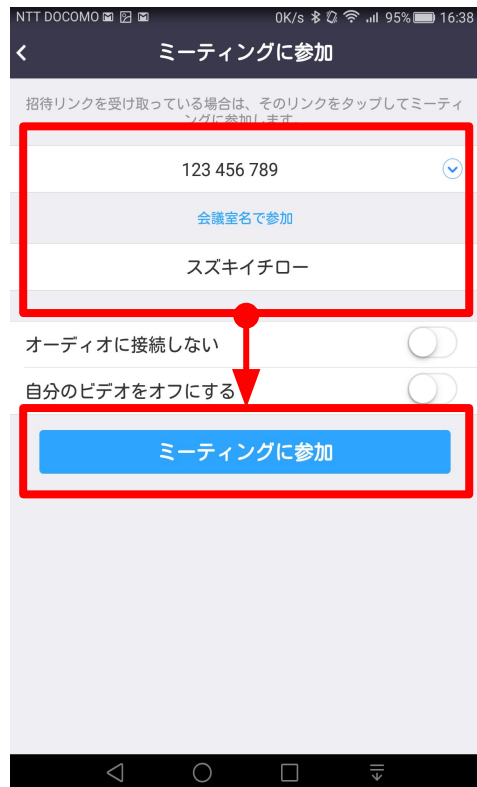 NTT DOCOMO 0K/s 95% 16:38
ミーティングに参加
招待リンクを受け取っている場合は、そのリンクをタップしてミーティ
ングに参加します。
123 456 789
会議室名で参加
スズキイチロー
オーディオに接続しない
自分のビデオをオフにする
ミーティングに参加